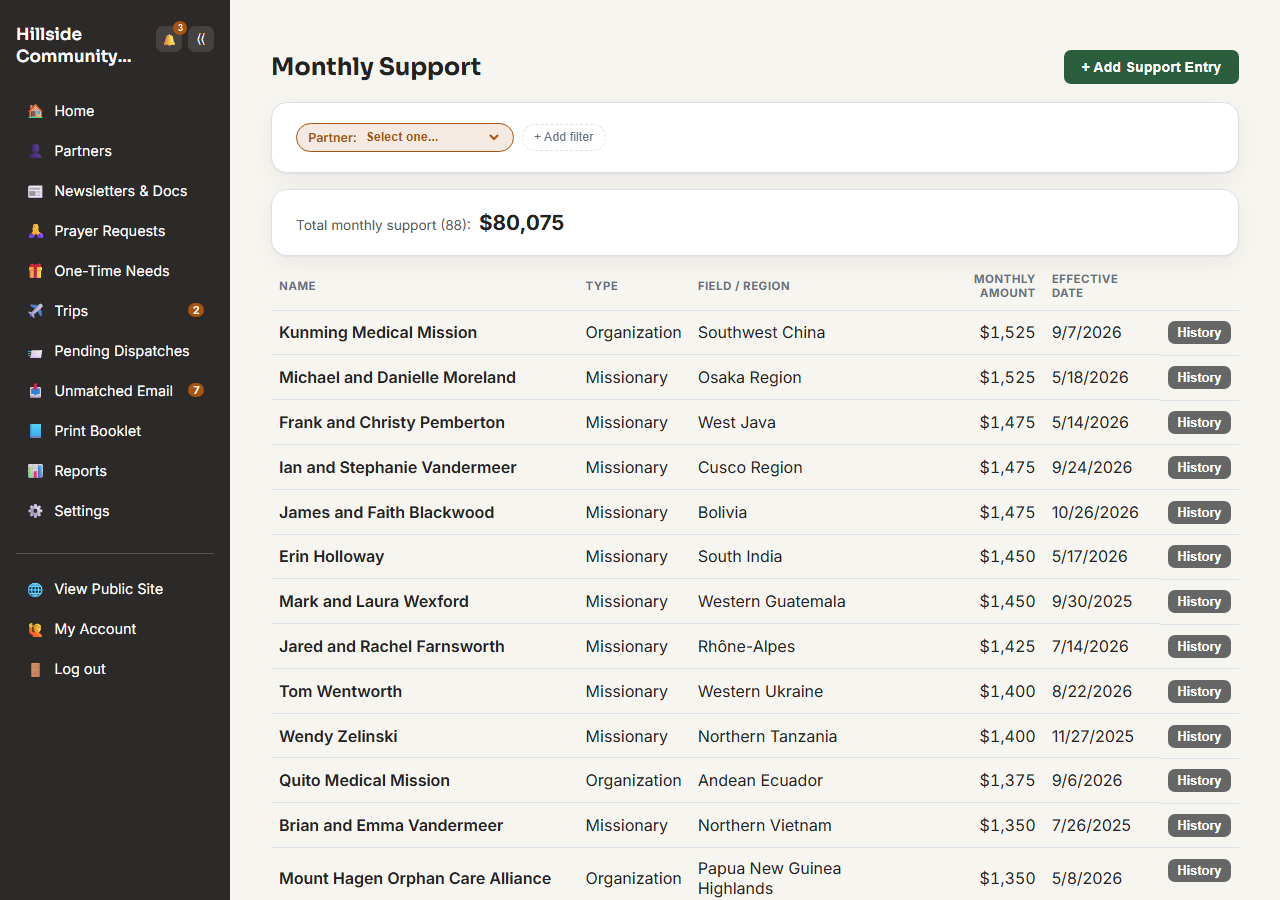 Hillside
Community...
3
⟨⟨
Home
Partners
Newsletters & Docs
Prayer Requests
One-Time Needs
Trips 2
Pending Dispatches
Unmatched Email 7
Print Booklet
Reports
Settings
View Public Site
My Account
Log out
Monthly Support
+ Add Support Entry
Partner: Select one...
+ Add filter
Total monthly support (88): $80,075
NAME TYPE FIELD / REGION MONTHLY AMOUNT EFFECTIVE DATE
Kunming Medical Mission Organization Southwest China $1,525 9/7/2026 History
Michael and Danielle Moreland Missionary Osaka Region $1,525 5/18/2026 History
Frank and Christy Pemberton Missionary West Java $1,475 5/14/2026 History
Ian and Stephanie Vandermeer Missionary Cusco Region $1,475 9/24/2026 History
James and Faith Blackwood Missionary Bolivia $1,475 10/26/2026 History
Erin Holloway Missionary South India $1,450 5/17/2026 History
Mark and Laura Wexford Missionary Western Guatemala $1,450 9/30/2025 History
Jared and Rachel Farnsworth Missionary Rhône-Alpes $1,425 7/14/2026 History
Tom Wentworth Missionary Western Ukraine $1,400 8/22/2026 History
Wendy Zelinski Missionary Northern Tanzania $1,400 11/27/2025 History
Quito Medical Mission Organization Andean Ecuador $1,375 9/6/2026 History
Brian and Emma Vandermeer Missionary Northern Vietnam $1,350 7/26/2025 History
Mount Hagen Orphan Care Alliance Organization Papua New Guinea Highlands $1,350 5/8/2026 History